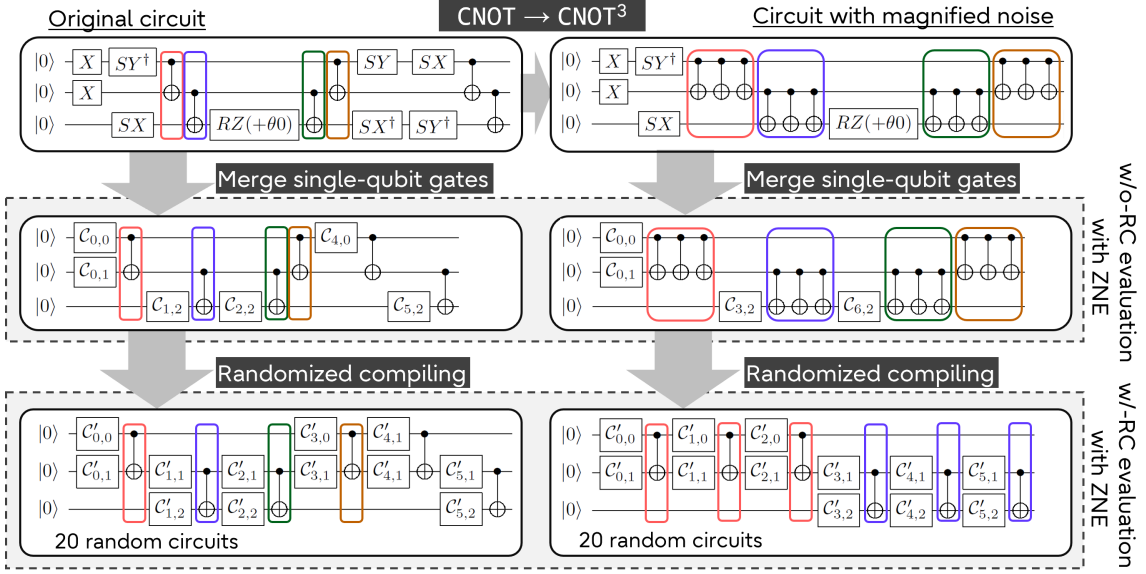 Original circuit
CNOT → CNOT³
Circuit with magnified noise
|0⟩ X SY† SY SX
|0⟩ X
|0⟩ SX RZ(+θ0) SX† SY†
|0⟩ X SY†
|0⟩ X
|0⟩ SX RZ(+θ0)
Merge single-qubit gates
Merge single-qubit gates
|0⟩ C0,0 C4,0
|0⟩ C0,1
|0⟩ C1,2 C2,2 C5,2
|0⟩ C0,0
|0⟩ C0,1
|0⟩ C3,2 C6,2
w/o-RC evaluation
with ZNE
Randomized compiling
Randomized compiling
|0⟩ C′0,0 C′3,0 C′4,1
|0⟩ C′0,1 C′1,1 C′2,1 C′3,1 C′4,1 C′5,1
|0⟩ C′1,2 C′2,2 C′5,2
20 random circuits
|0⟩ C′0,0 C′1,0 C′2,0
|0⟩ C′0,1 C′1,1 C′2,1 C′3,1 C′4,1 C′5,1
|0⟩ C′3,2 C′4,2 C′5,2
20 random circuits
w/-RC evaluation
with ZNE